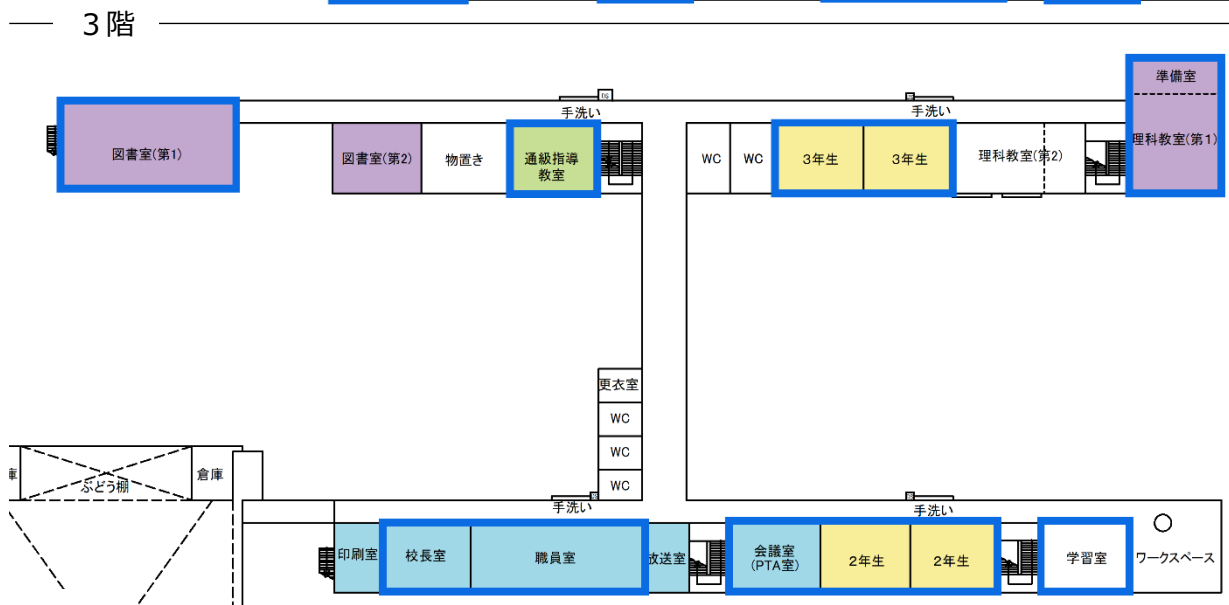 3階
準備室
手洗い
手洗い
図書室(第1)
図書室(第2)
物置き
通級指導
教室
WC
WC
3年生
3年生
理科教室(第2)
理科教室(第1)
更衣室
WC
WC
WC
庫
ぶどう棚
倉庫
手洗い
手洗い
印刷室
校長室
職員室
放送室
会議室
(PTA室)
2年生
2年生
学習室
ワークスペース